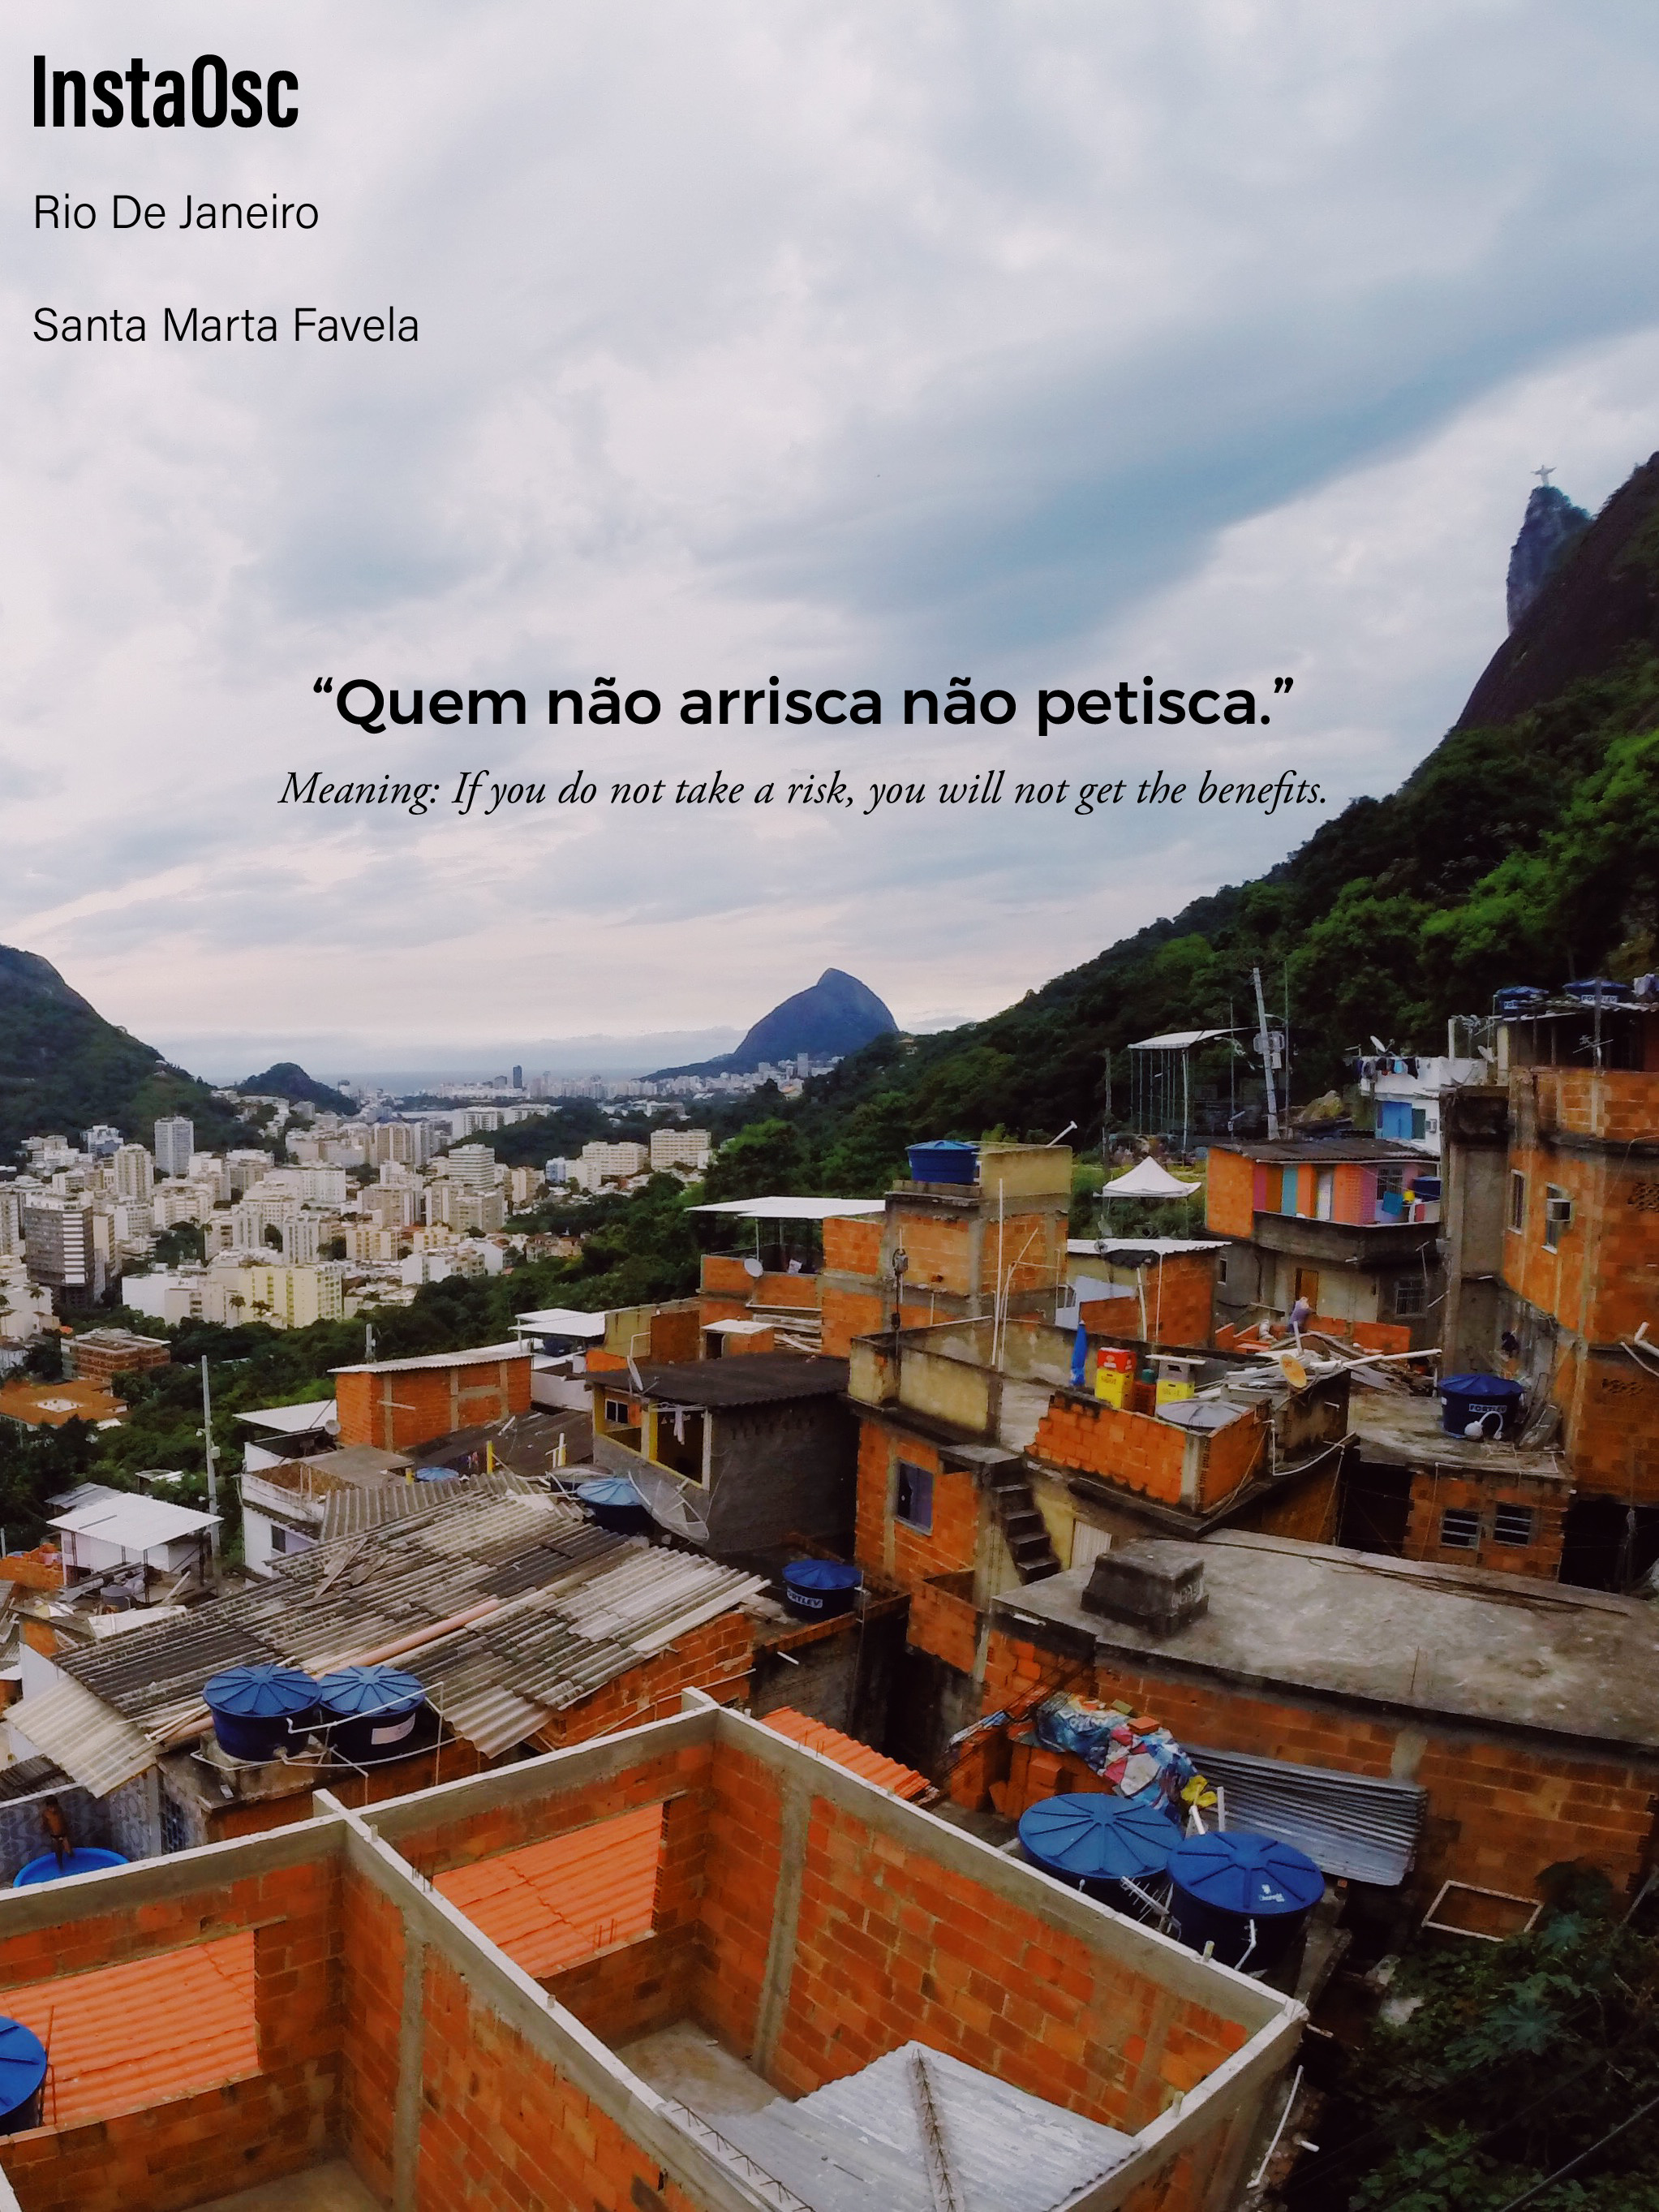 InstaOsc
Rio De Janeiro
Santa Marta Favela
“Quem não arrisca não petisca.”
Meaning: If you do not take a risk, you will not get the benefits.
FORTLEV